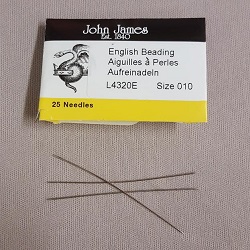 John James
Est. 1840
English Beading
Aiguilles à Perles
Aufreinadeln
L4320E Size 010
25 Needles